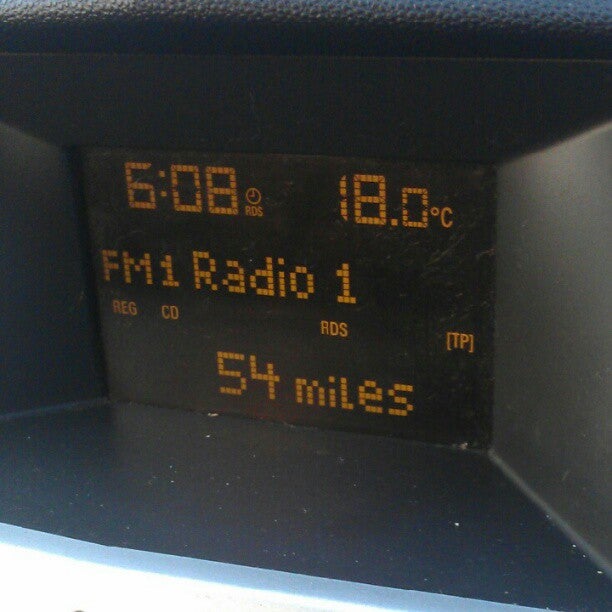 6:08 RDS 18.0°C
FM1 Radio 1
REG CD RDS [TP]
54 miles